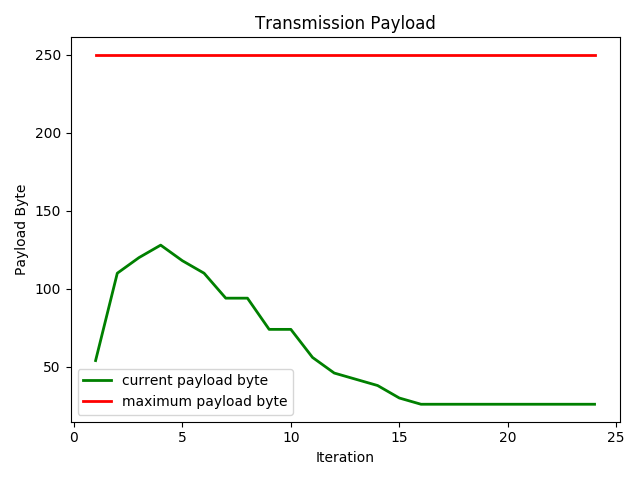 Transmission Payload
250
200
150
100
50
Payload Byte
current payload byte
maximum payload byte
0 5 10 15 20 25
Iteration